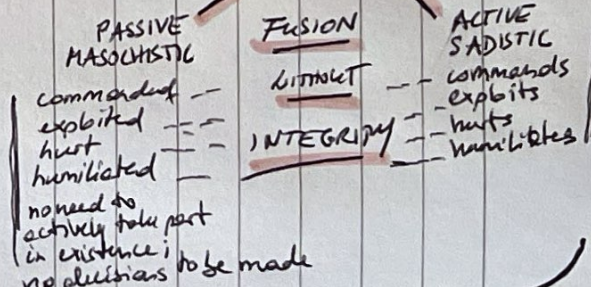 PASSIVE
MASOCHISTIC
FUSION
WITHOUT
INTEGRITY
ACTIVE
SADISTIC
commanded
exploited
hurt
humiliated
no need to
actively take part
in existence;
no decisions to be made
commands
exploits
hurts
humiliates